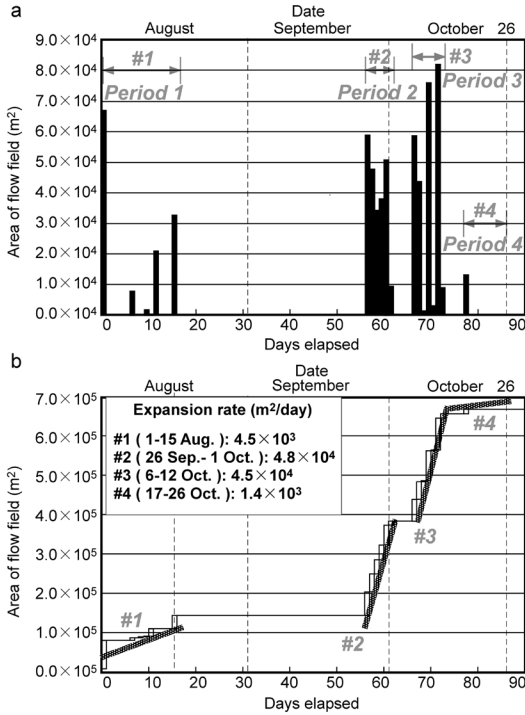 a
Date
August
September
October
26
9.0×10⁴
8.0×10⁴
7.0×10⁴
6.0×10⁴
5.0×10⁴
4.0×10⁴
3.0×10⁴
2.0×10⁴
1.0×10⁴
0.0×10⁴
Area of flow field (m²)
#1
Period 1
#2
Period 2
#3
Period 3
#4
Period 4
0 10 20 30 40 50 60 70 80 90
Days elapsed
b
Date
August
September
October
26
7.0×10⁵
6.0×10⁵
5.0×10⁵
4.0×10⁵
3.0×10⁵
2.0×10⁵
1.0×10⁵
0.0×10⁵
Area of flow field (m²)
Expansion rate (m²/day)
#1 ( 1-15 Aug. ): 4.5×10³
#2 ( 26 Sep.- 1 Oct. ): 4.8×10⁴
#3 ( 6-12 Oct. ): 4.5×10⁴
#4 ( 17-26 Oct. ): 1.4×10³
#1
#2
#3
#4
0 10 20 30 40 50 60 70 80 90
Days elapsed